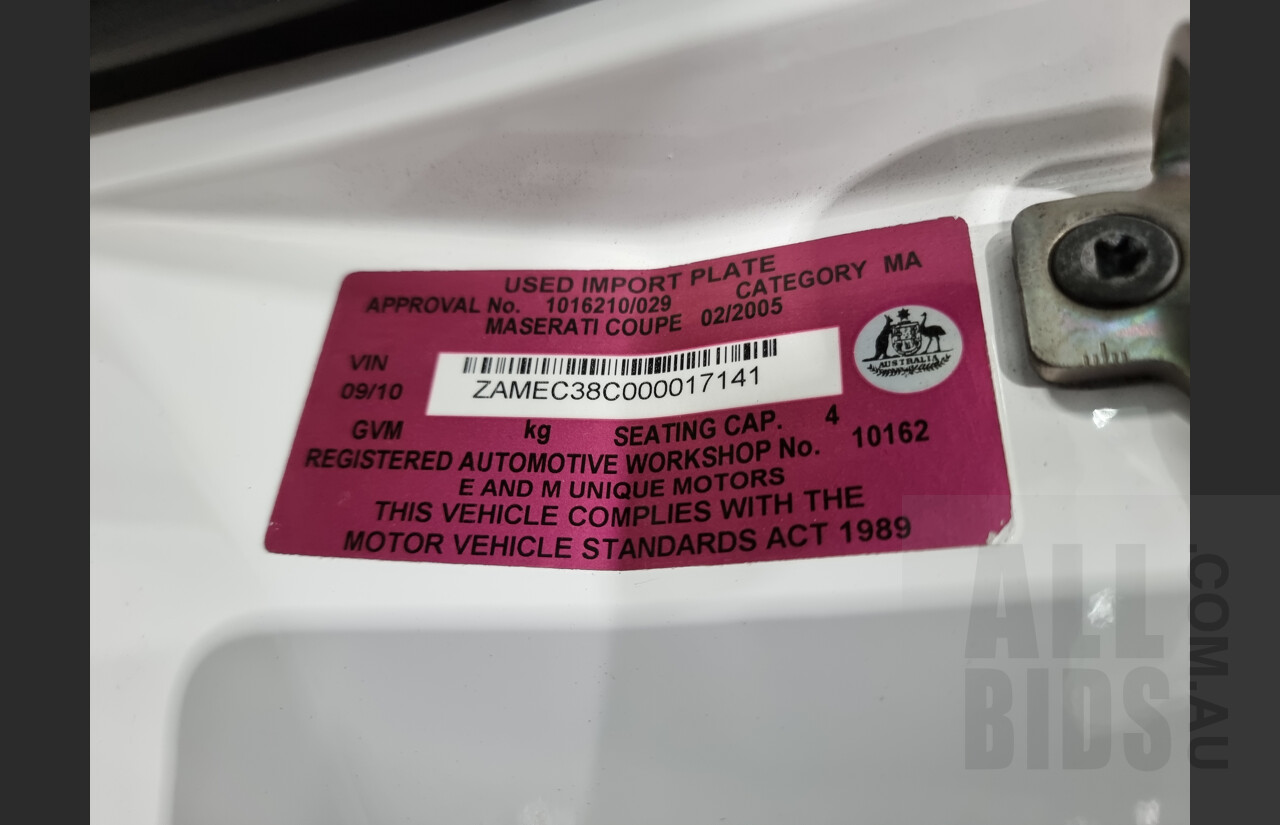 USED IMPORT PLATE
APPROVAL No. 1016210/029 CATEGORY MA
MASERATI COUPE 02/2005
VIN
09/10
ZAMEC38C000017141
AUSTRALIA
GVM kg SEATING CAP. 4
REGISTERED AUTOMOTIVE WORKSHOP No. 10162
E AND M UNIQUE MOTORS
THIS VEHICLE COMPLIES WITH THE
MOTOR VEHICLE STANDARDS ACT 1989
ALL
BIDS
.COM.AU